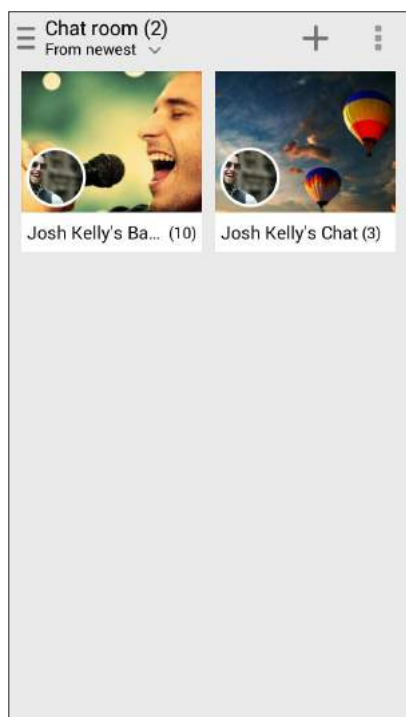 Chat room (2)
From newest
Josh Kelly's Ba... (10)
Josh Kelly's Chat (3)